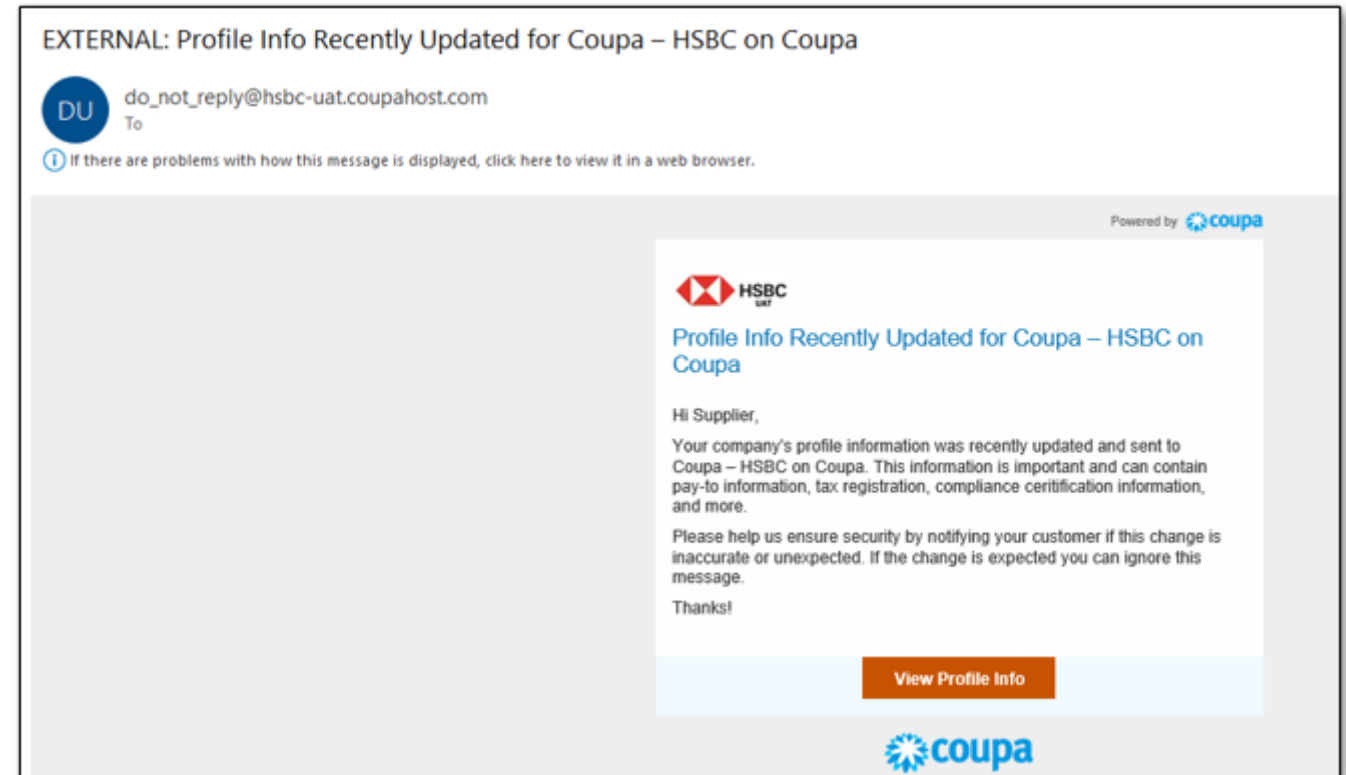 EXTERNAL: Profile Info Recently Updated for Coupa – HSBC on Coupa
DU
do_not_reply@hsbc-uat.coupahost.com
To
If there are problems with how this message is displayed, click here to view it in a web browser.
Powered by coupa
HSBC
UAT
Profile Info Recently Updated for Coupa – HSBC on
Coupa
Hi Supplier,
Your company's profile information was recently updated and sent to
Coupa – HSBC on Coupa. This information is important and can contain
pay-to information, tax registration, compliance ceritification information,
and more.
Please help us ensure security by notifying your customer if this change is
inaccurate or unexpected. If the change is expected you can ignore this
message.
Thanks!
View Profile Info
coupa